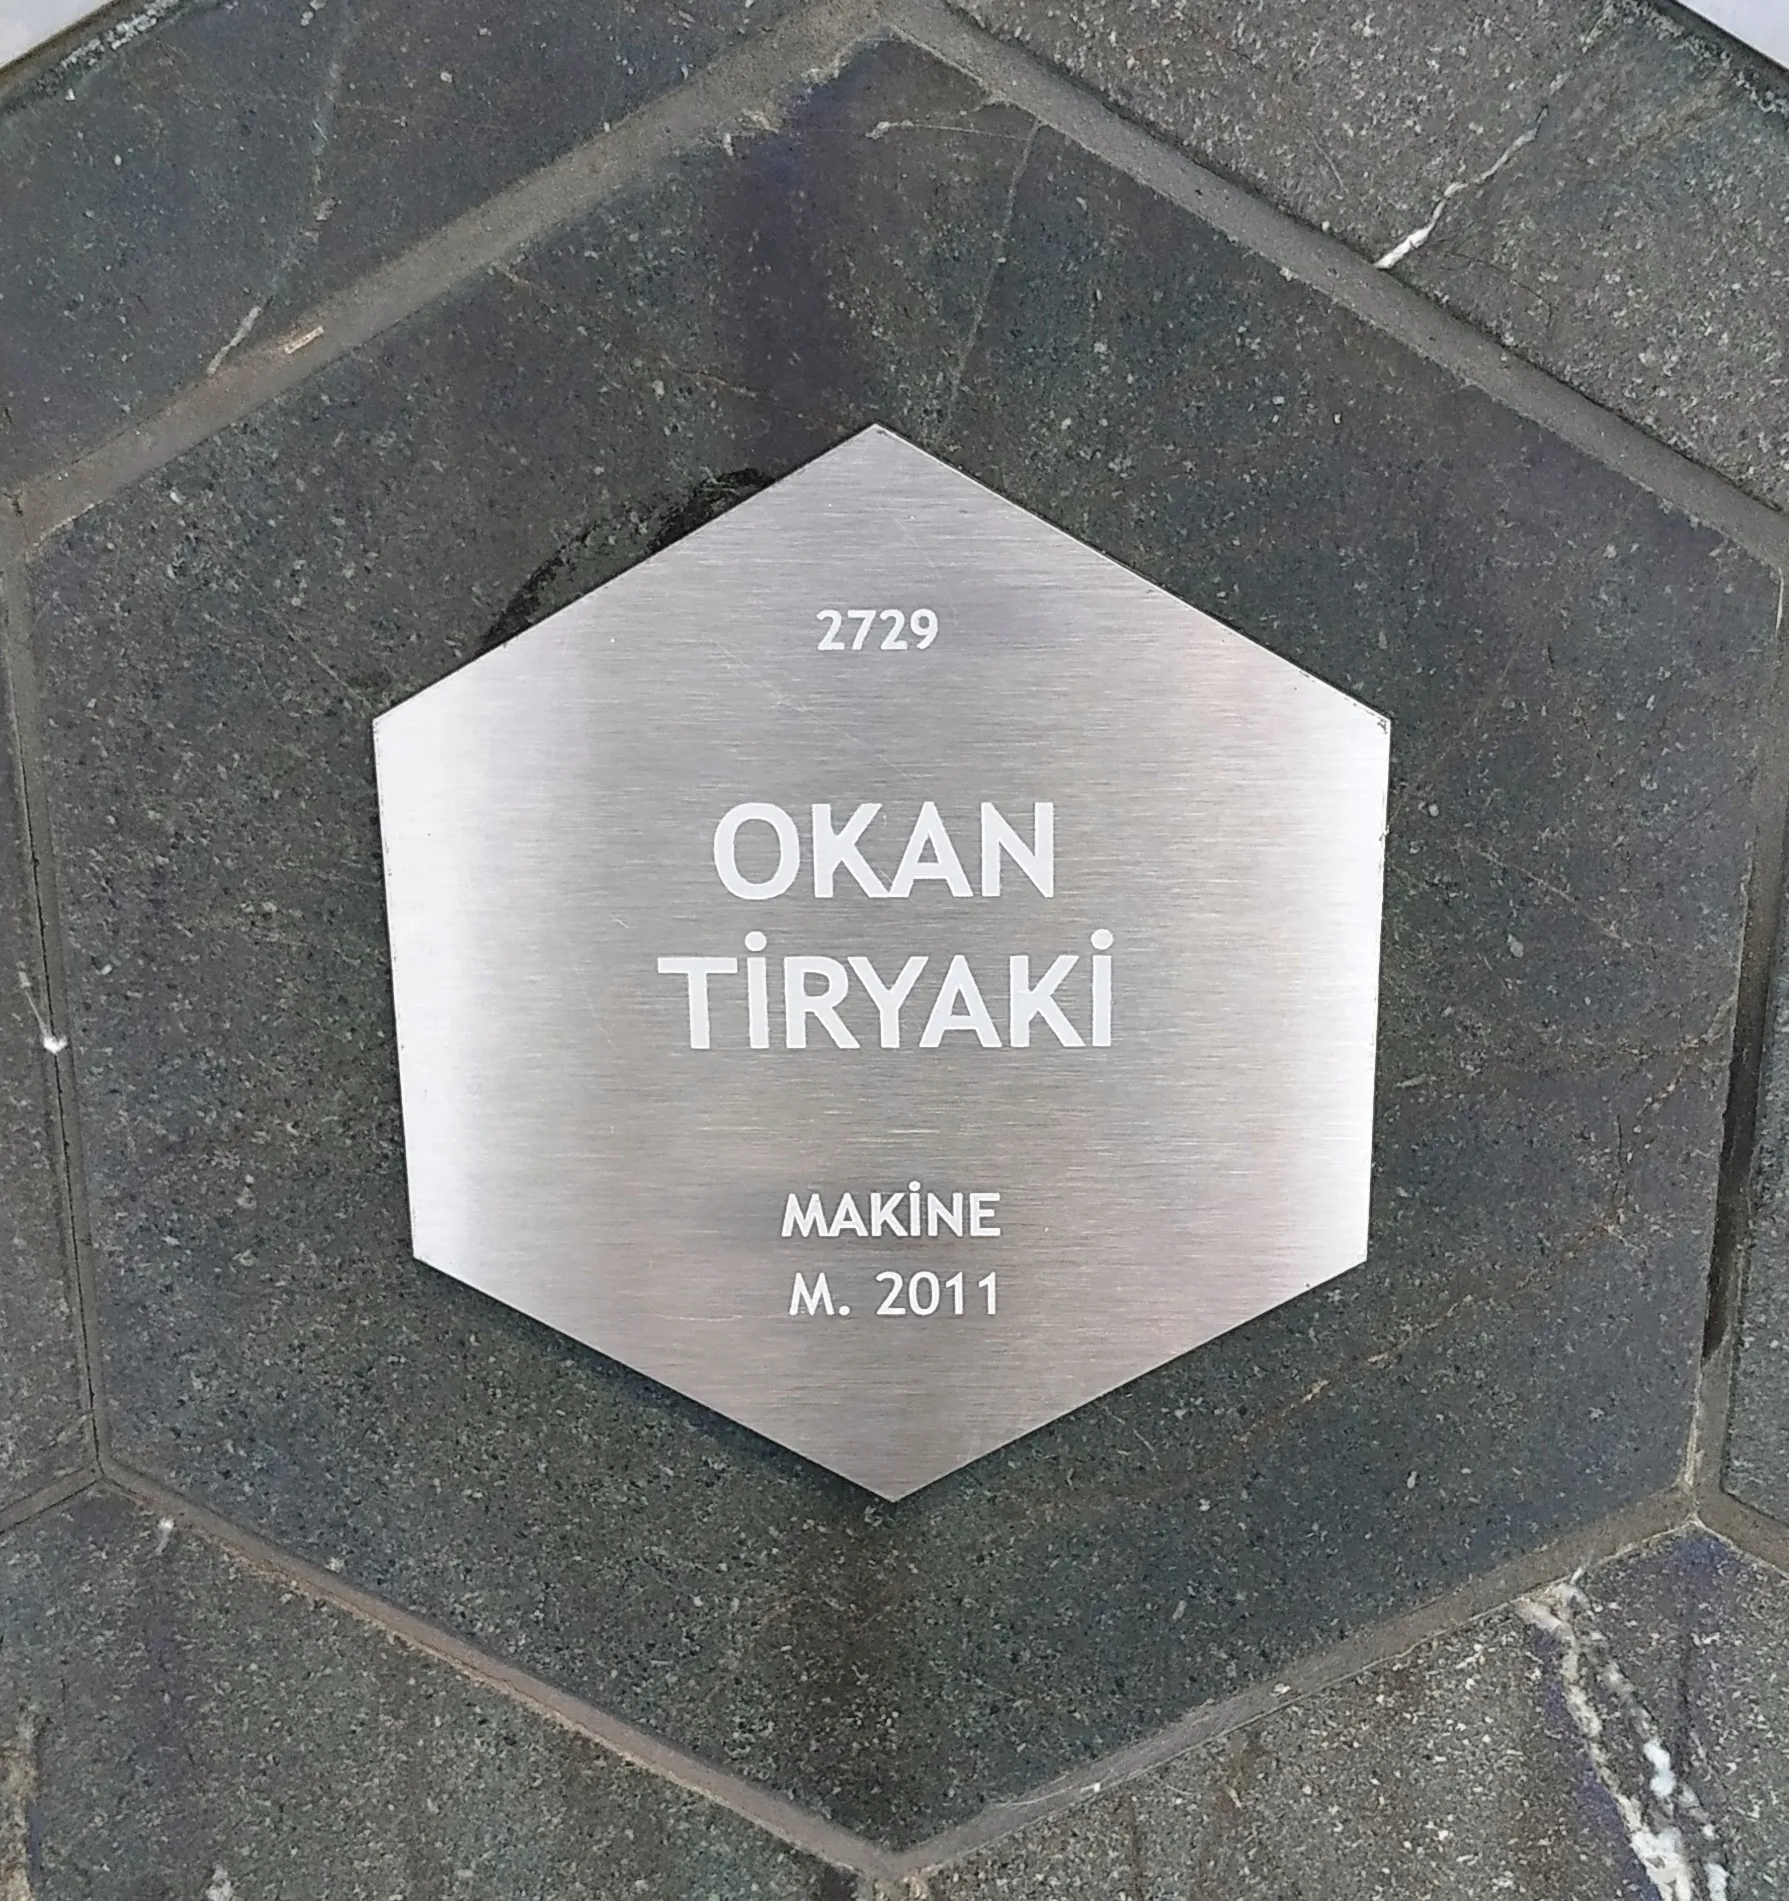 2729
OKAN
TİRYAKİ
MAKİNE
M. 2011